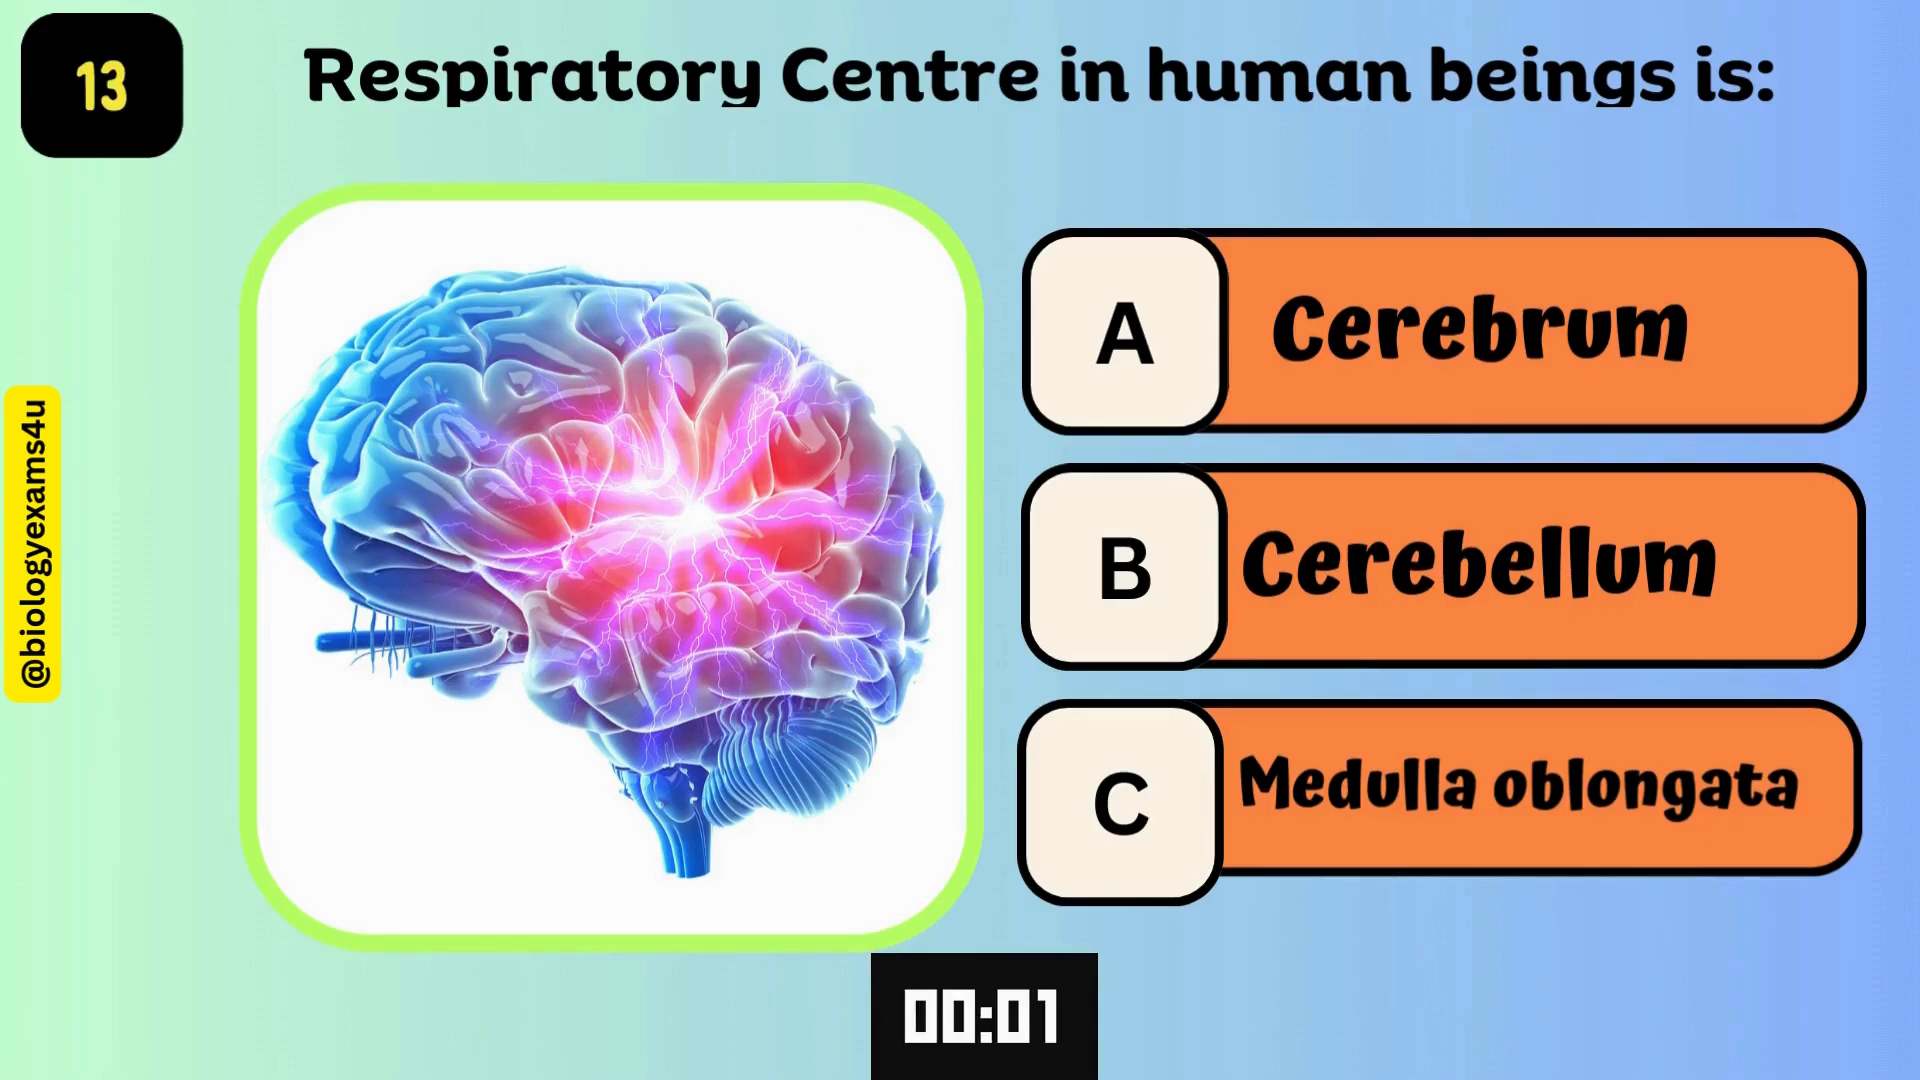 13
Respiratory Centre in human beings is:
@biologyexams4u
A
Cerebrum
B
Cerebellum
C
Medulla oblongata
00:01